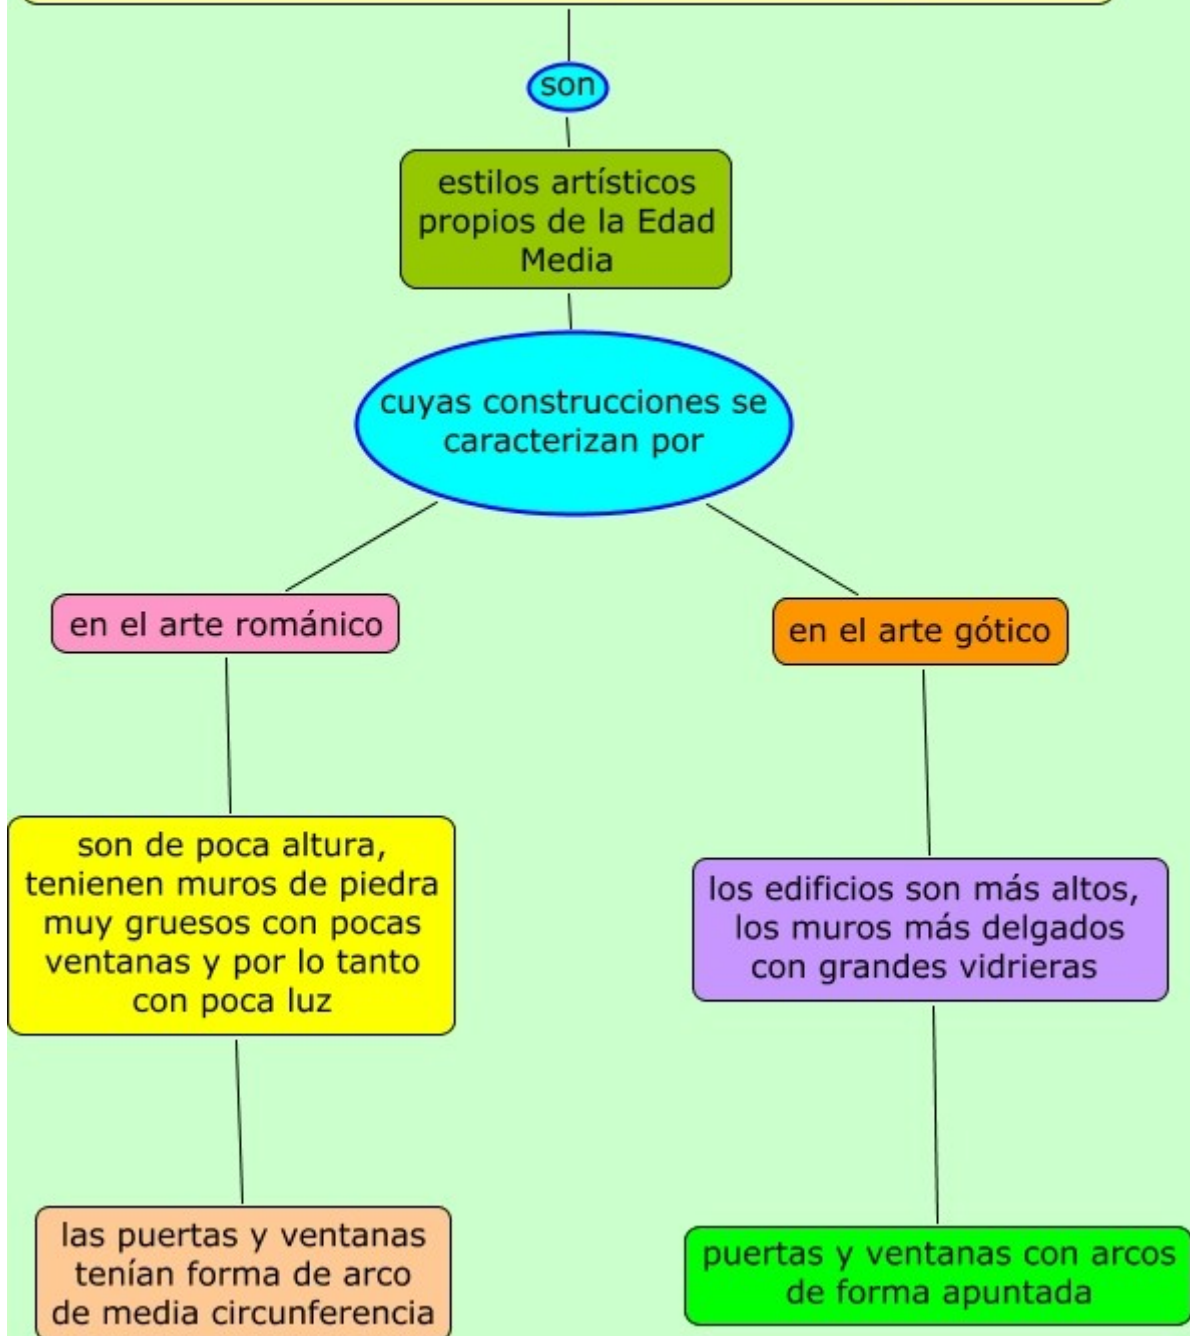 son
estilos artísticos
propios de la Edad
Media
cuyas construcciones se
caracterizan por
en el arte románico
en el arte gótico
son de poca altura,
tenienen muros de piedra
muy gruesos con pocas
ventanas y por lo tanto
con poca luz
los edificios son más altos,
los muros más delgados
con grandes vidrieras
las puertas y ventanas
tenían forma de arco
de media circunferencia
puertas y ventanas con arcos
de forma apuntada